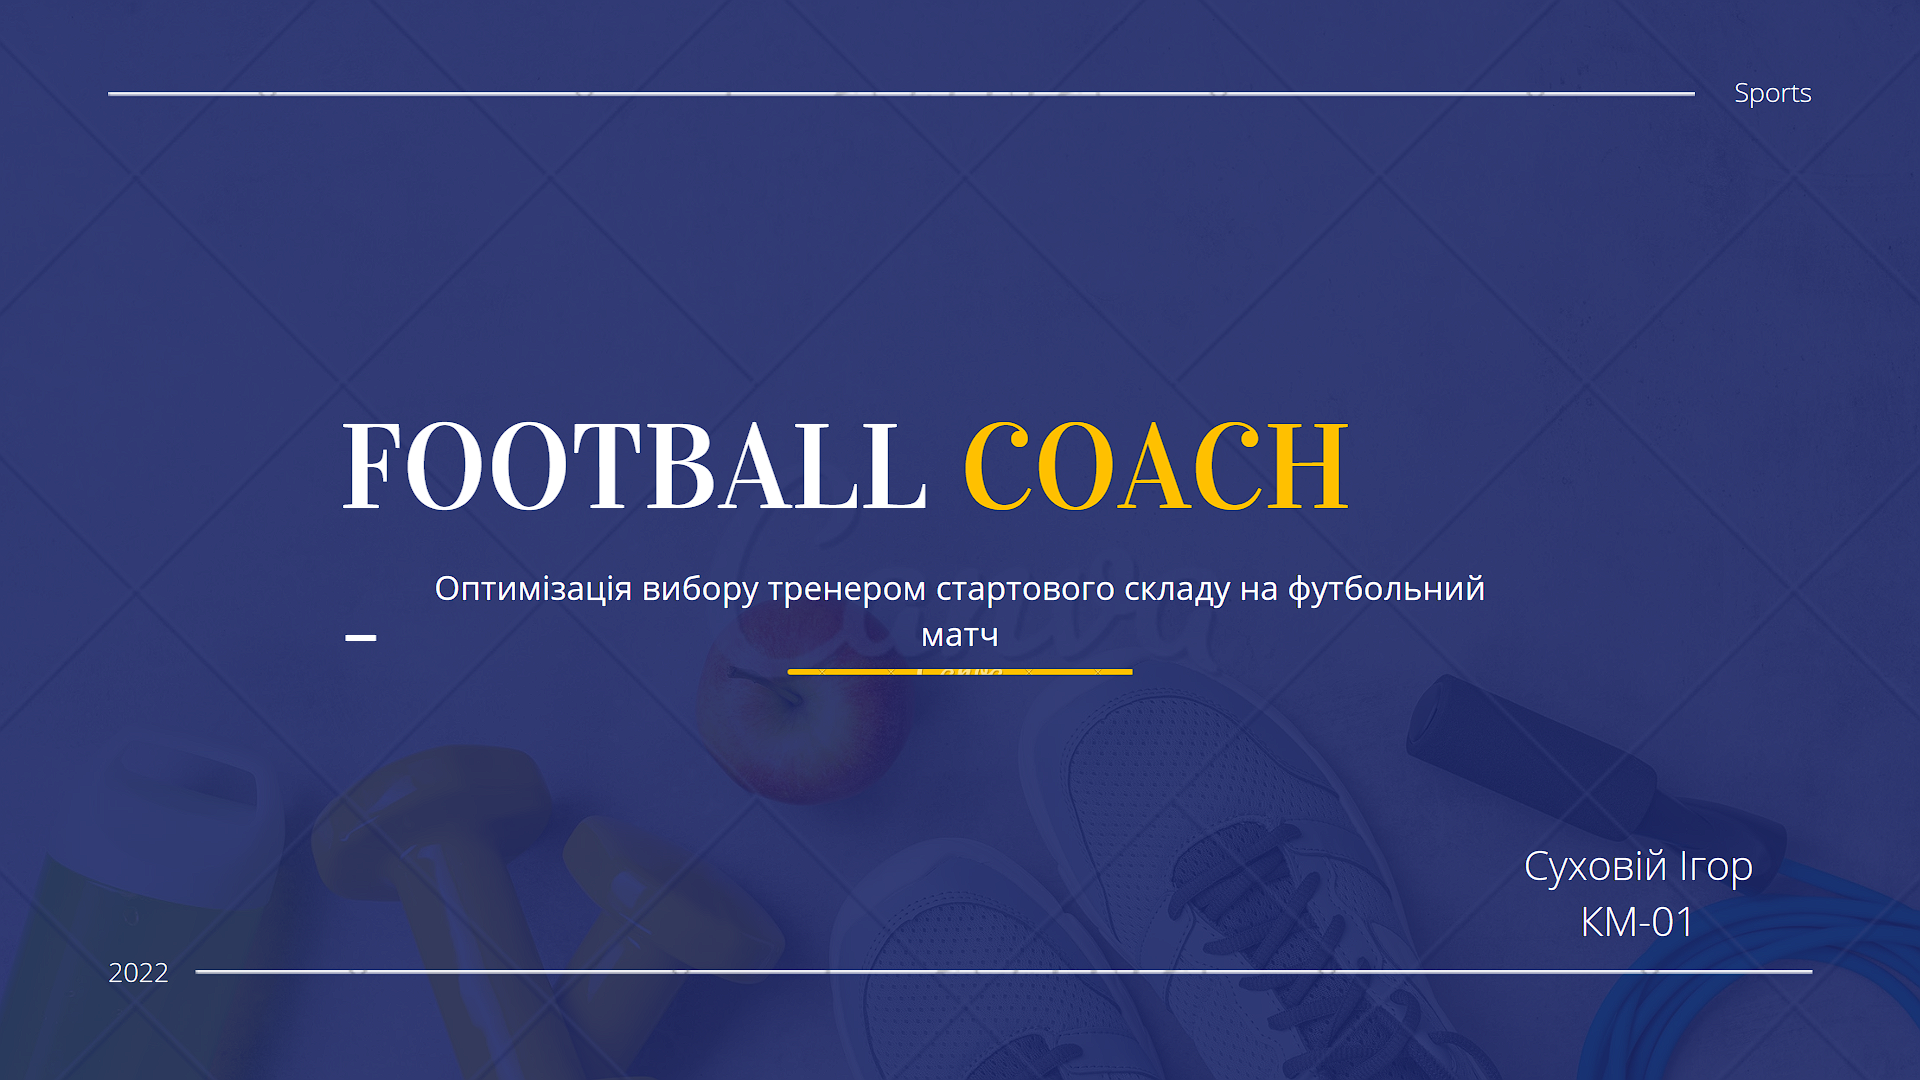 Sports
FOOTBALL COACH
Оптимізація вибору тренером стартового складу на футбольний
матч
Суховій Ігор
КМ-01
2022